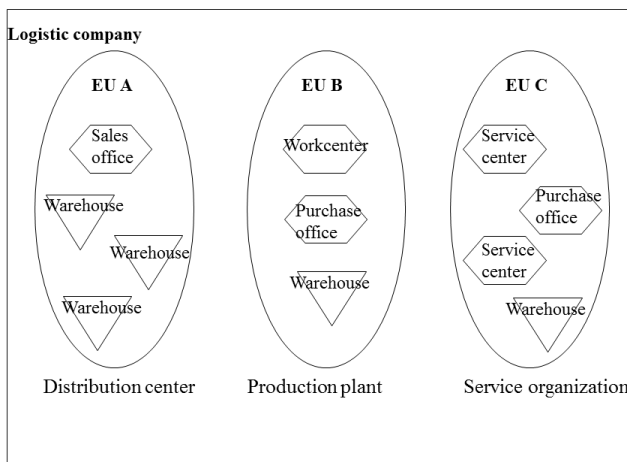 Logistic company
EU A
Sales
office
Warehouse
Warehouse
Warehouse
Distribution center
EU B
Workcenter
Purchase
office
Warehouse
Production plant
EU C
Service
center
Purchase
office
Service
center
Warehouse
Service organization